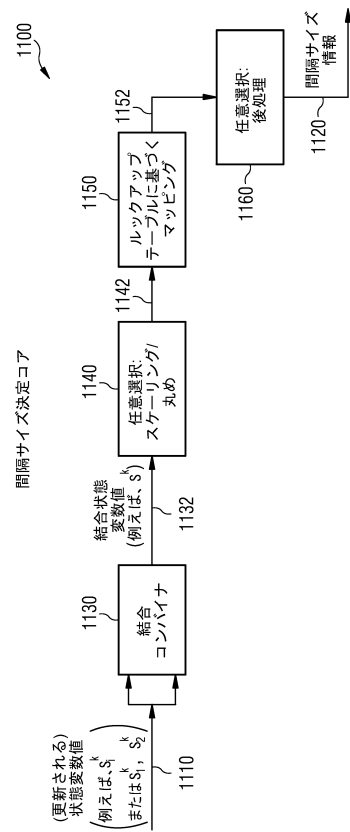 間隔サイズ決定コア
1100
(更新される)
状態変数値
(例えば、S₁ᵏ
またはS₁ᵏ, S₂ᵏ)
1110
1130
結合
コンバイナ
結合状態
変数値
(例えば、Sᵏ)
1132
1140
任意選択:
スケーリング/
丸め
1142
1150
ルックアップ
テーブルに基づく
マッピング
1152
任意選択:
後処理
1160
間隔サイズ
情報
1120